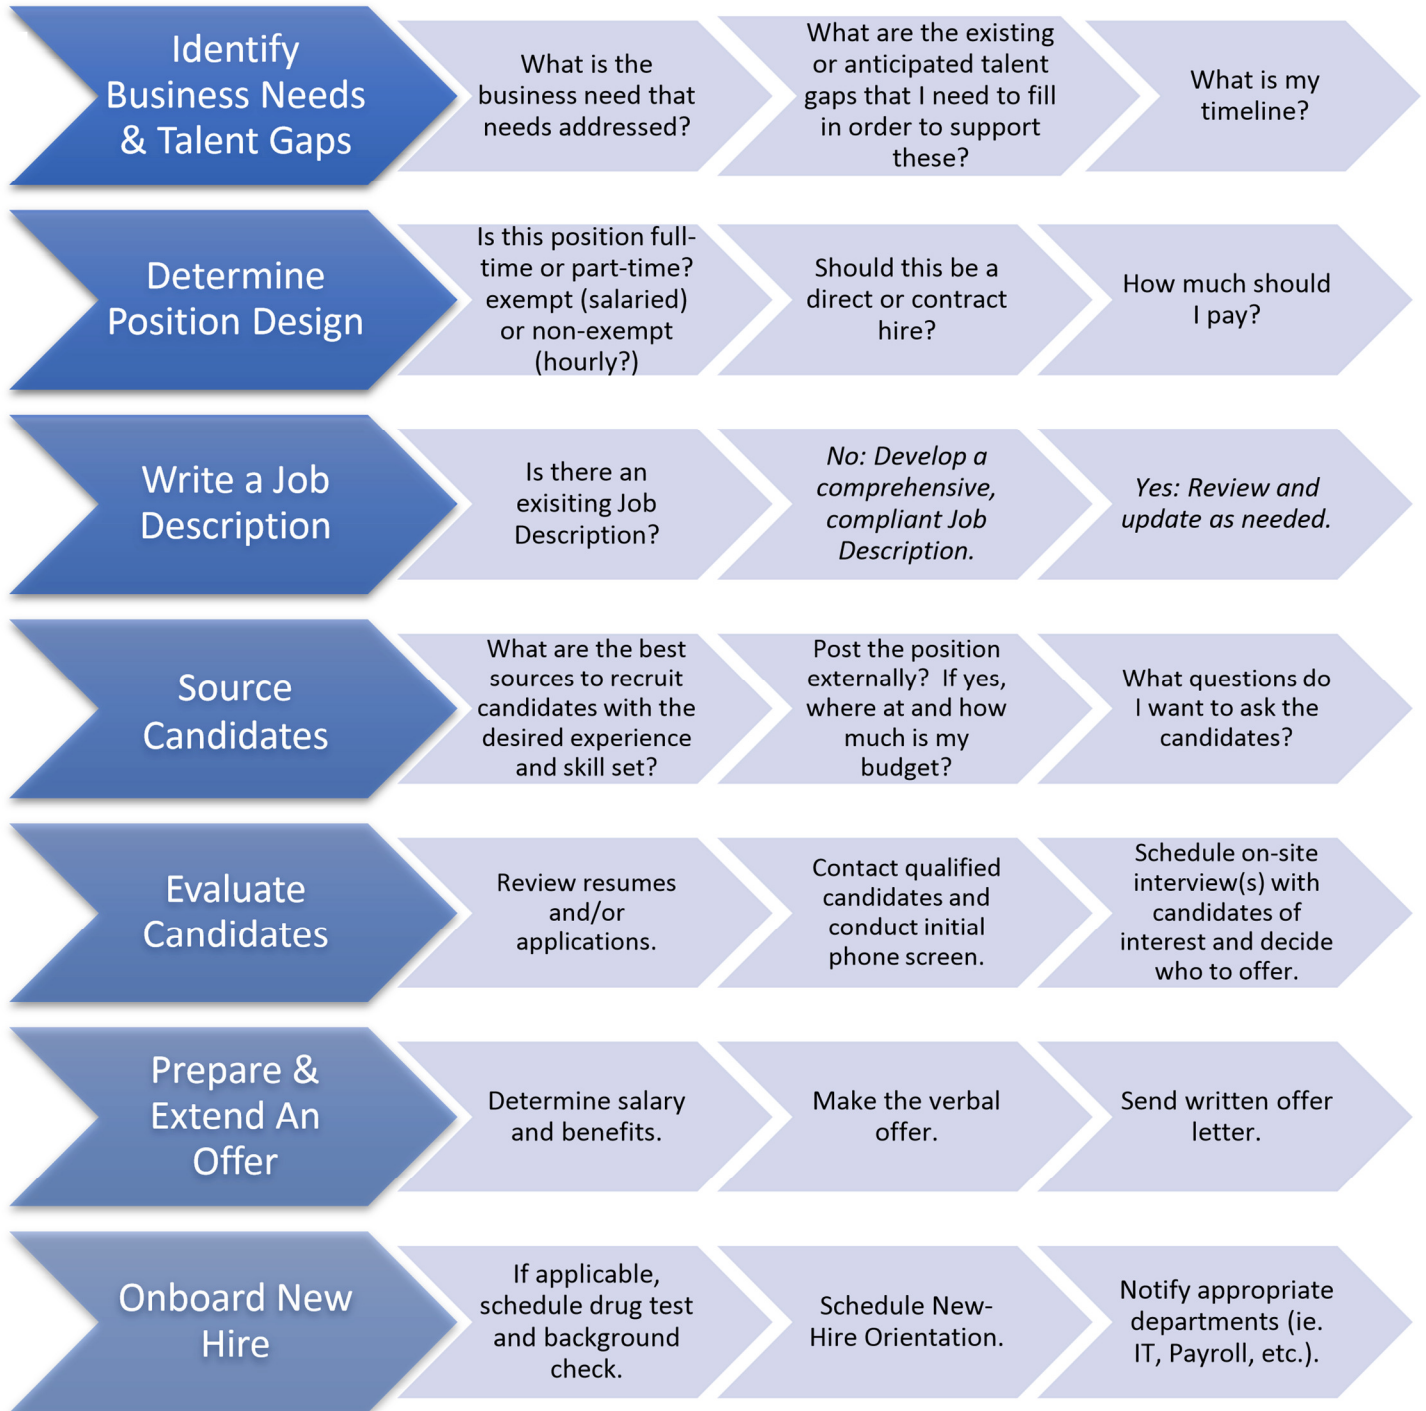 Identify
Business Needs
& Talent Gaps
What is the
business need that
needs addressed?
What are the existing
or anticipated talent
gaps that I need to fill
in order to support
these?
What is my
timeline?
Determine
Position Design
Is this position full-
time or part-time?
exempt (salaried)
or non-exempt
(hourly?)
Should this be a
direct or contract
hire?
How much should
I pay?
Write a Job
Description
Is there an
exisiting Job
Description?
No: Develop a
comprehensive,
compliant Job
Description.
Yes: Review and
update as needed.
Source
Candidates
What are the best
sources to recruit
candidates with the
desired experience
and skill set?
Post the position
externally?  If yes,
where at and how
much is my
budget?
What questions do
I want to ask the
candidates?
Evaluate
Candidates
Review resumes
and/or
applications.
Contact qualified
candidates and
conduct initial
phone screen.
Schedule on-site
interview(s) with
candidates of
interest and decide
who to offer.
Prepare &
Extend An
Offer
Determine salary
and benefits.
Make the verbal
offer.
Send written offer
letter.
Onboard New
Hire
If applicable,
schedule drug test
and background
check.
Schedule New-
Hire Orientation.
Notify appropriate
departments (ie.
IT, Payroll, etc.).